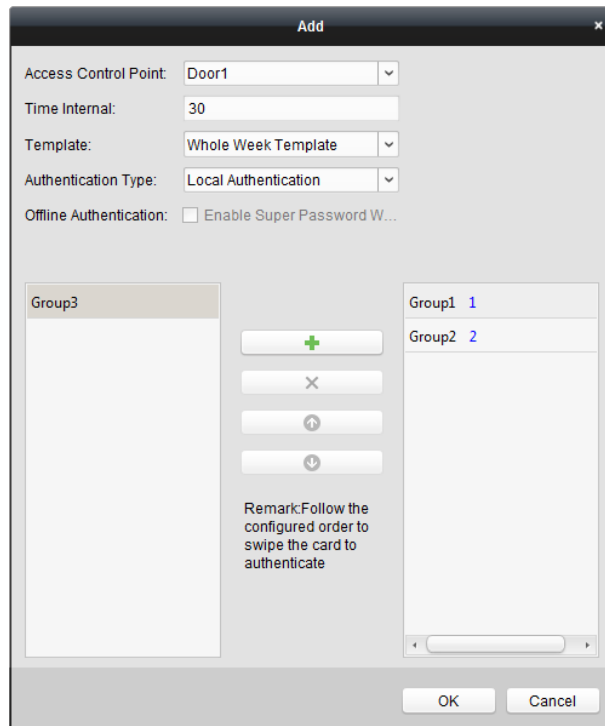 Add
Access Control Point: Door1
Time Internal: 30
Template: Whole Week Template
Authentication Type: Local Authentication
Offline Authentication: Enable Super Password W...
Group3
Group1 1
Group2 2
Remark:Follow the
configured order to
swipe the card to
authenticate
OK Cancel